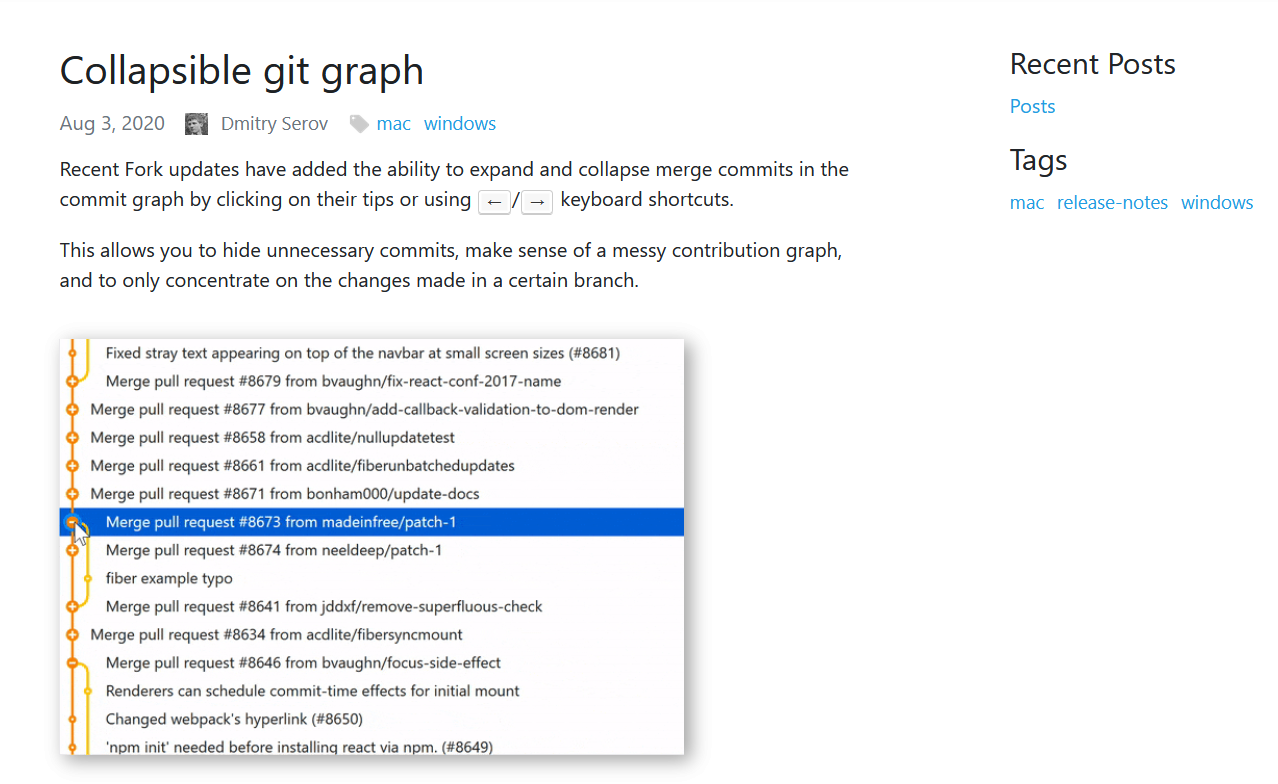 Collapsible git graph
Aug 3, 2020 Dmitry Serov mac windows
Recent Fork updates have added the ability to expand and collapse merge commits in the
commit graph by clicking on their tips or using ←/→ keyboard shortcuts.
This allows you to hide unnecessary commits, make sense of a messy contribution graph,
and to only concentrate on the changes made in a certain branch.
Fixed stray text appearing on top of the navbar at small screen sizes (#8681)
Merge pull request #8679 from bvaughn/fix-react-conf-2017-name
Merge pull request #8677 from bvaughn/add-callback-validation-to-dom-render
Merge pull request #8658 from acdlite/nullupdatetest
Merge pull request #8661 from acdlite/fiberunbatchedupdates
Merge pull request #8671 from bonham000/update-docs
Merge pull request #8673 from madeinfree/patch-1
Merge pull request #8674 from neeldeep/patch-1
fiber example typo
Merge pull request #8641 from jddxf/remove-superfluous-check
Merge pull request #8634 from acdlite/fibersyncmount
Merge pull request #8646 from bvaughn/focus-side-effect
Renderers can schedule commit-time effects for initial mount
Changed webpack's hyperlink (#8650)
'npm init' needed before installing react via npm. (#8649)
Recent Posts
Posts
Tags
mac release-notes windows